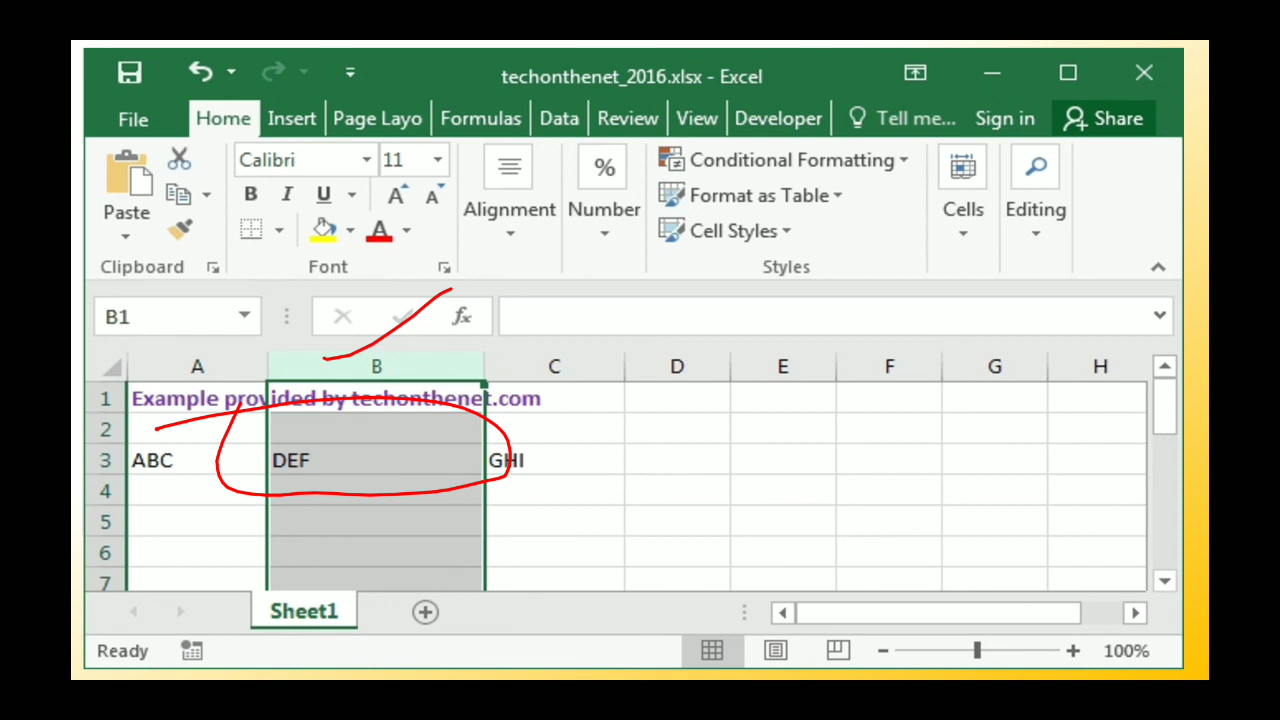 techonthenet_2016.xlsx - Excel
File Home Insert Page Layo Formulas Data Review View Developer Tell me... Sign in Share
Calibri 11 % Conditional Formatting
B I U A A Format as Table
Paste Alignment Number Cells Editing
A Cell Styles
Clipboard Font Styles
B1 fx
A B C D E F G H
1 Example provided by techonthenet.com
2
3 ABC DEF GHI
4
5
6
7
Sheet1
Ready 100%